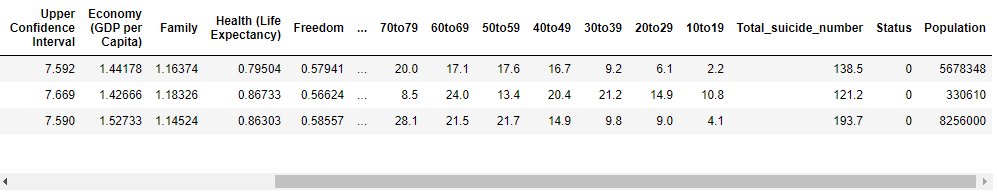 Upper Confidence Interval Economy (GDP per Capita) Family Health (Life Expectancy) Freedom ... 70to79 60to69 50to59 40to49 30to39 20to29 10to19 Total_suicide_number Status Population
7.592 1.44178 1.16374 0.79504 0.57941 ... 20.0 17.1 17.6 16.7 9.2 6.1 2.2 138.5 0 5678348
7.669 1.42666 1.18326 0.86733 0.56624 ... 8.5 24.0 13.4 20.4 21.2 14.9 10.8 121.2 0 330610
7.590 1.52733 1.14524 0.86303 0.58557 ... 28.1 21.5 21.7 14.9 9.8 9.0 4.1 193.7 0 8256000